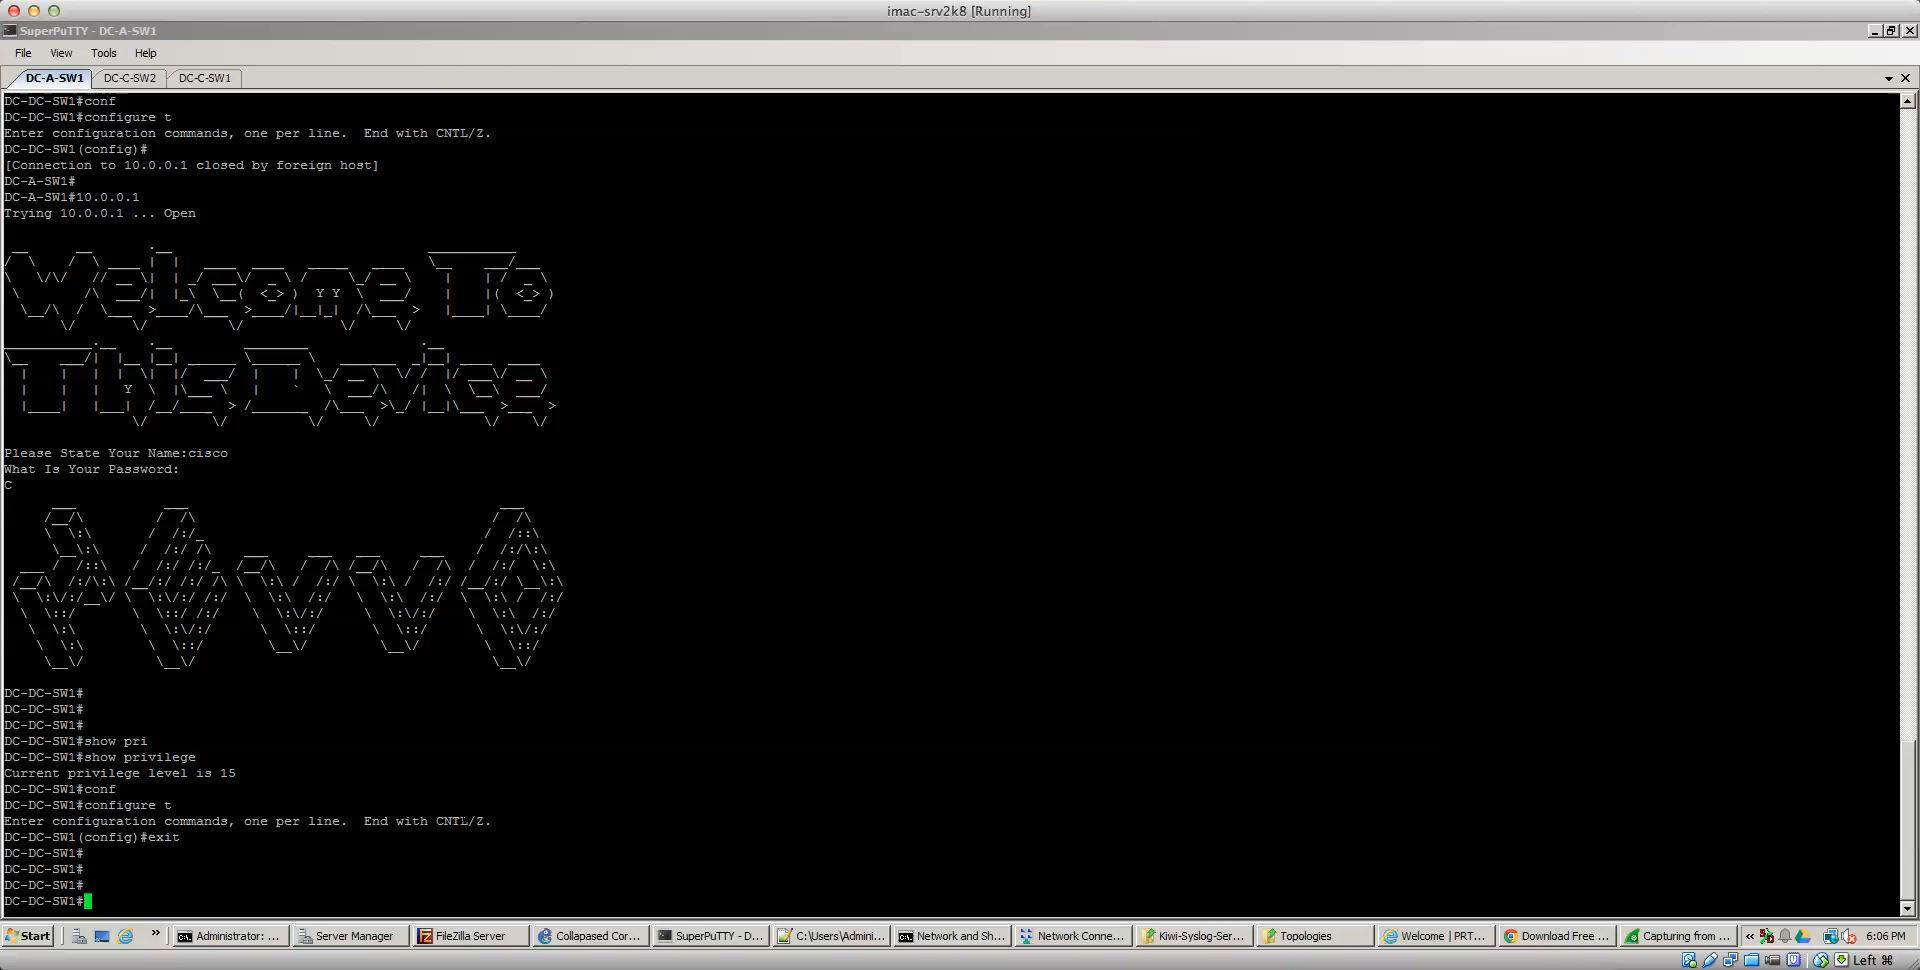 imac-srv2k8 [Running]
SuperPuTTY - DC-A-SW1
File View Tools Help
DC-A-SW1 DC-C-SW2 DC-C-SW1
DC-DC-SW1#conf
DC-DC-SW1#configure t
Enter configuration commands, one per line.  End with CNTL/Z.
DC-DC-SW1(config)#
[Connection to 10.0.0.1 closed by foreign host]
DC-A-SW1#
DC-A-SW1#10.0.0.1
Trying 10.0.0.1 ... Open
Welcome To
This Device
Please State Your Name:cisco
What Is Your Password:
C
DC-DC-SW1#
DC-DC-SW1#
DC-DC-SW1#
DC-DC-SW1#show pri
DC-DC-SW1#show privilege
Current privilege level is 15
DC-DC-SW1#conf
DC-DC-SW1#configure t
Enter configuration commands, one per line.  End with CNTL/Z.
DC-DC-SW1(config)#exit
DC-DC-SW1#
DC-DC-SW1#
DC-DC-SW1#
DC-DC-SW1#
Start » Administrator: ... Server Manager FileZilla Server Collapased Cor... SuperPuTTY - D... C:\Users\Admini... Network and Sh... Network Conne... Kiwi-Syslog-Ser... Topologies Welcome | PRT... Download Free ... Capturing from ... « 6:06 PM
Left ⌘